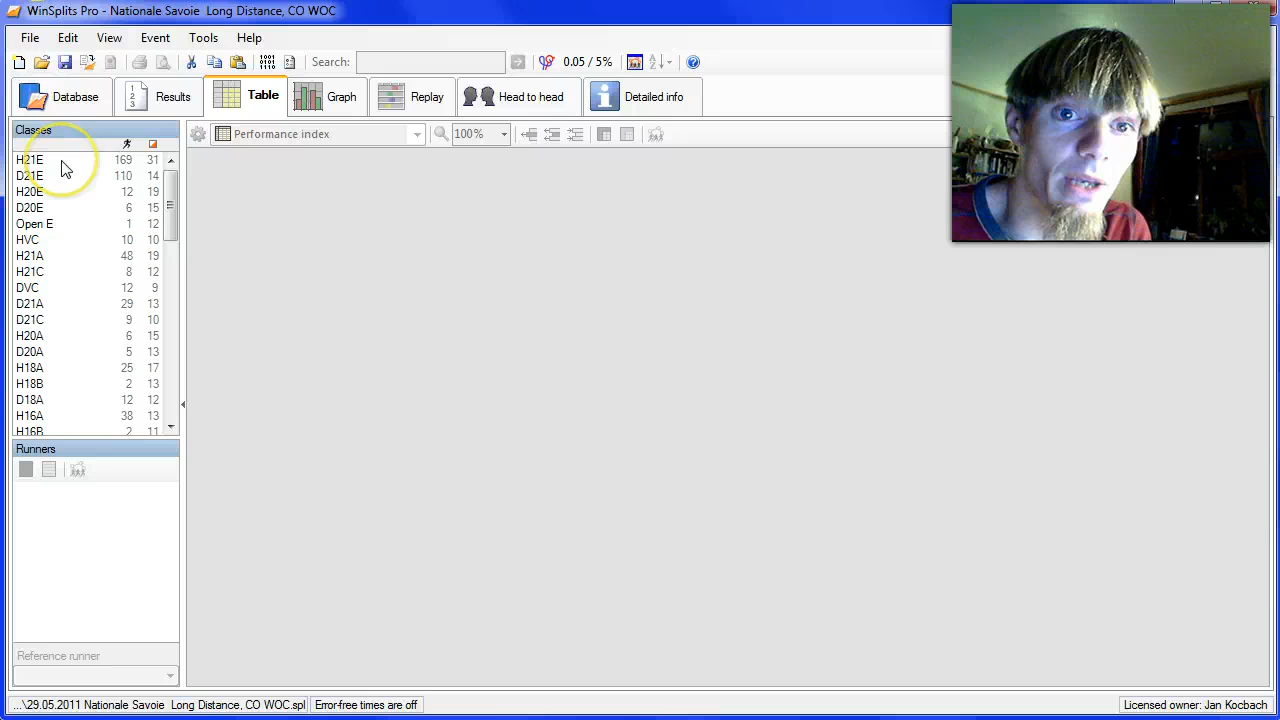 WinSplits Pro - Nationale Savoie Long Distance, CO WOC
File Edit View Event Tools Help
Search: 0.05 / 5%
Database Results Table Graph Replay Head to head Detailed info
Classes
Performance index 100%
H21E 169 31
D21E 110 14
H20E 12 19
D20E 6 15
Open E 1 12
HVC 10 10
H21A 48 19
H21C 8 12
DVC 12 9
D21A 29 13
D21C 9 10
H20A 6 15
D20A 5 13
H18A 25 17
H18B 2 13
D18A 12 12
H16A 38 13
H16B 2 11
Runners
Reference runner
...\29.05.2011 Nationale Savoie Long Distance, CO WOC.spl Error-free times are off Licensed owner: Jan Kocbach